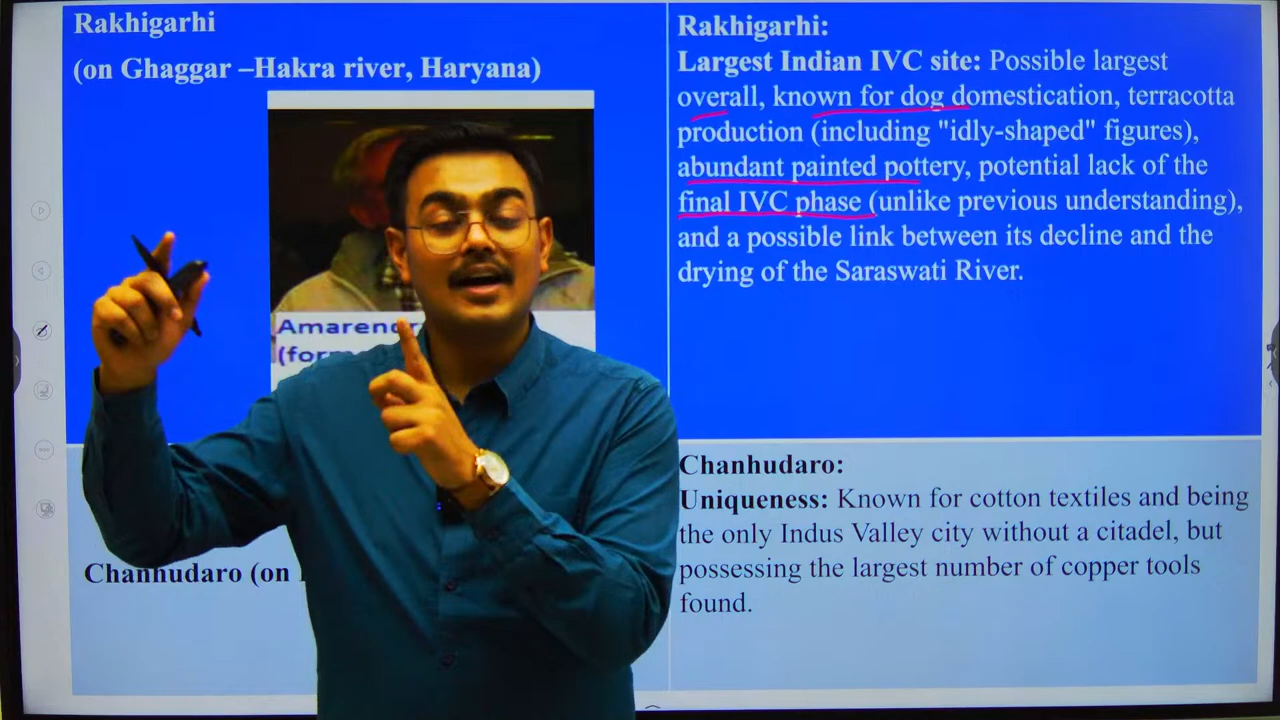 Rakhigarhi
(on Ghaggar –Hakra river, Haryana)
Rakhigarhi:
Largest Indian IVC site: Possible largest
overall, known for dog domestication, terracotta
production (including "idly-shaped" figures),
abundant painted pottery, potential lack of the
final IVC phase (unlike previous understanding),
and a possible link between its decline and the
drying of the Saraswati River.
Chanhudaro (on
Chanhudaro:
Uniqueness: Known for cotton textiles and being
the only Indus Valley city without a citadel, but
possessing the largest number of copper tools
found.